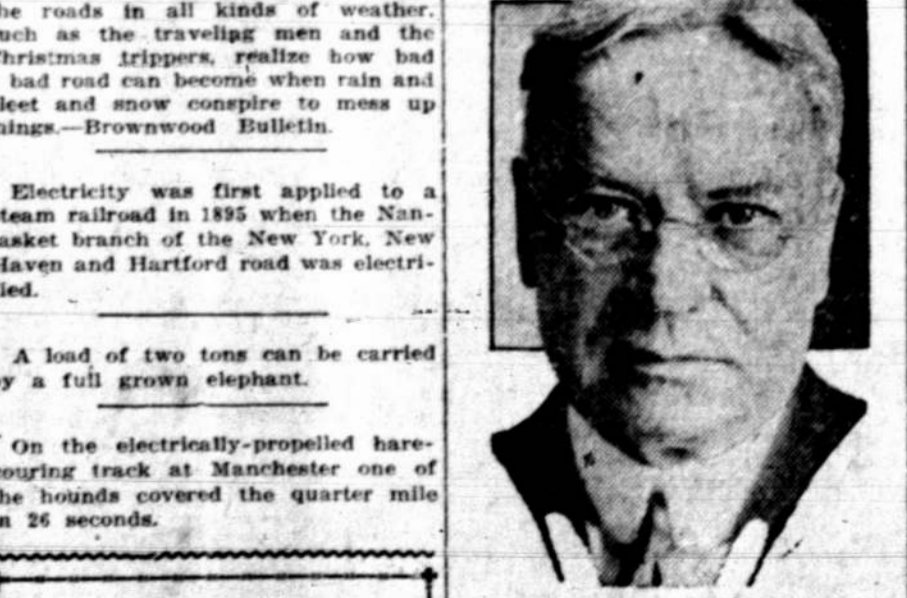 he roads in all kinds of weather.
uch as the traveling men and the
hristmas trippers, realize how bad
bad road can become when rain and
leet and snow conspire to mess up
hings.—Brownwood Bulletin.
Electricity was first applied to a
team railroad in 1895 when the Nan-
asket branch of the New York, New
Haven and Hartford road was electri-
ied.
A load of two tons can be carried
y a full grown elephant.
On the electrically-propelled hare-
ouring track at Manchester one of
he hounds covered the quarter mile
n 26 seconds.